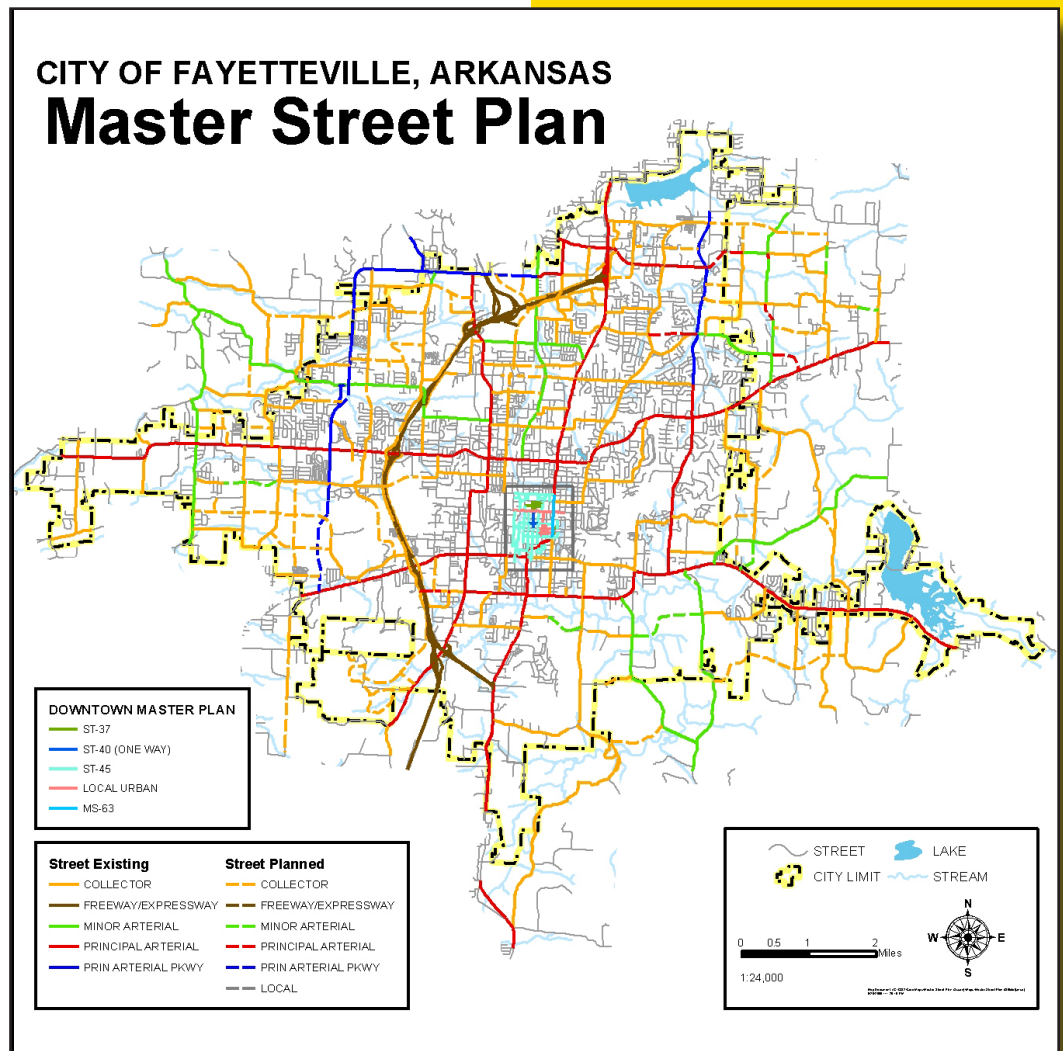 CITY OF FAYETTEVILLE, ARKANSAS
Master Street Plan
DOWNTOWN MASTER PLAN
ST-37
ST-40 (ONE WAY)
ST-45
LOCAL URBAN
MS-63
Street Existing
COLLECTOR
FREEWAY/EXPRESSWAY
MINOR ARTERIAL
PRINCIPAL ARTERIAL
PRIN ARTERIAL PKWY
Street Planned
COLLECTOR
FREEWAY/EXPRESSWAY
MINOR ARTERIAL
PRINCIPAL ARTERIAL
PRIN ARTERIAL PKWY
LOCAL
STREET LAKE
CITY LIMIT STREAM
N
W E
S
0 0.5 1 2
Miles
1:24,000